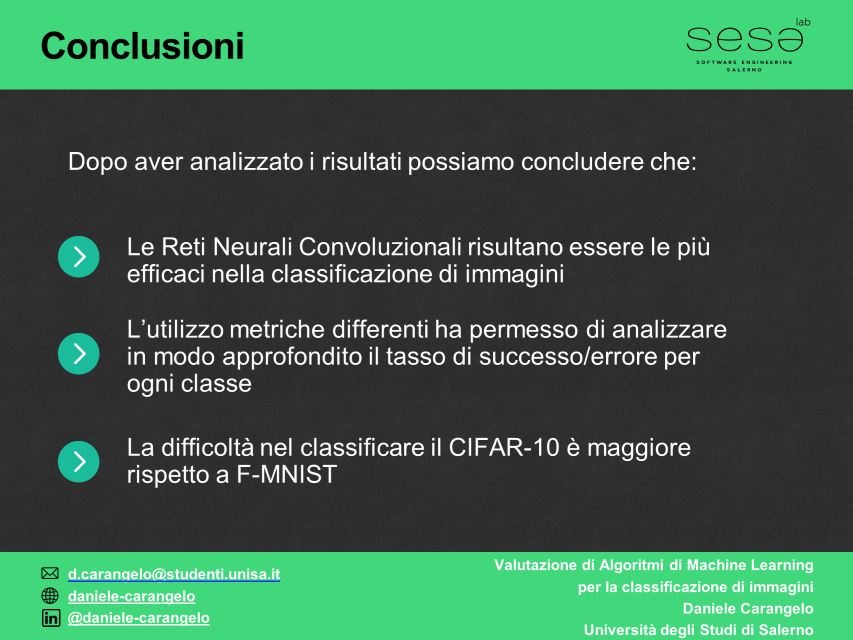 Conclusioni
lab
sesa
SOFTWARE ENGINEERING
SALERNO
Dopo aver analizzato i risultati possiamo concludere che:
Le Reti Neurali Convoluzionali risultano essere le più
efficaci nella classificazione di immagini
L’utilizzo metriche differenti ha permesso di analizzare
in modo approfondito il tasso di successo/errore per
ogni classe
La difficoltà nel classificare il CIFAR-10 è maggiore
rispetto a F-MNIST
d.carangelo@studenti.unisa.it
daniele-carangelo
@daniele-carangelo
Valutazione di Algoritmi di Machine Learning
per la classificazione di immagini
Daniele Carangelo
Università degli Studi di Salerno